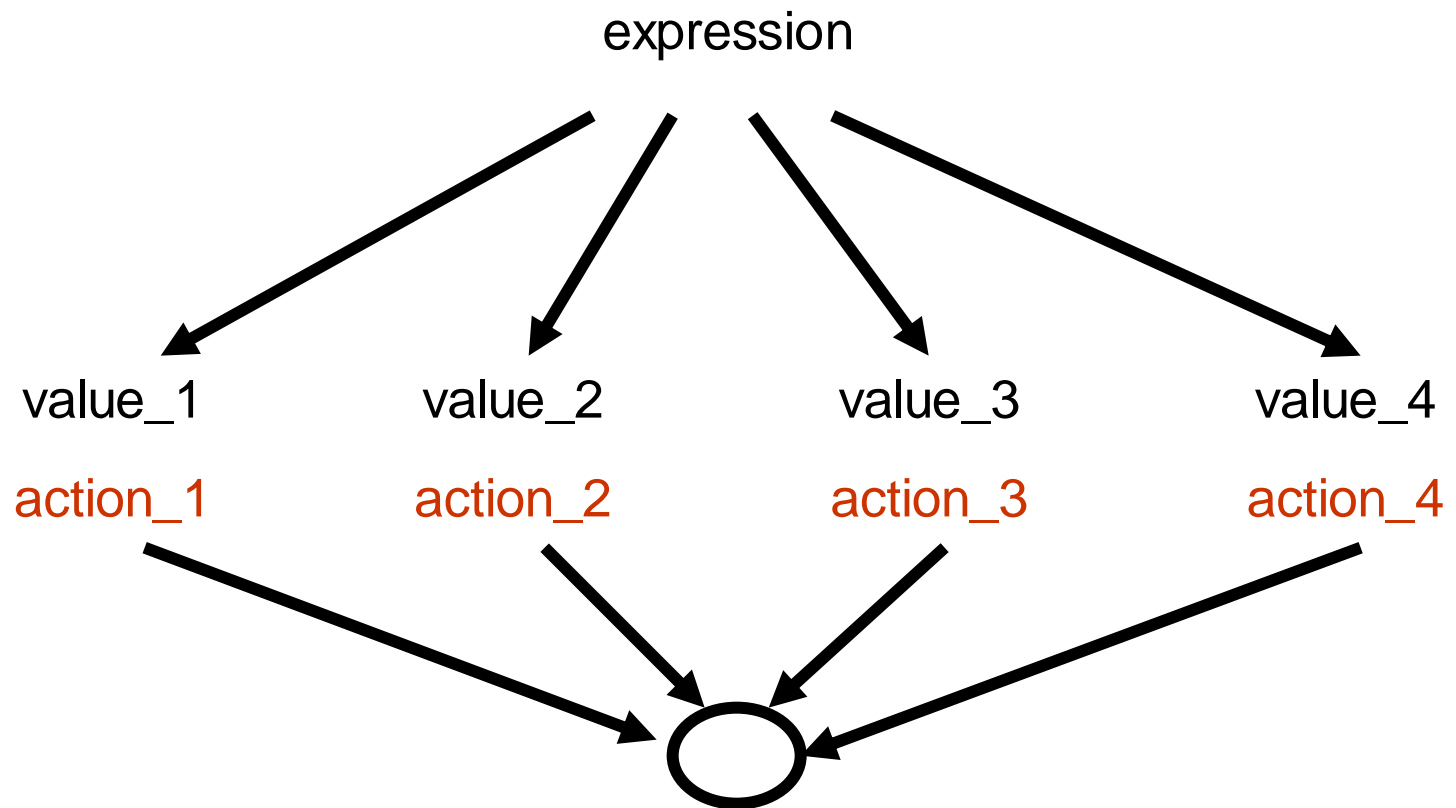 expression
value_1 value_2 value_3 value_4
action_1 action_2 action_3 action_4